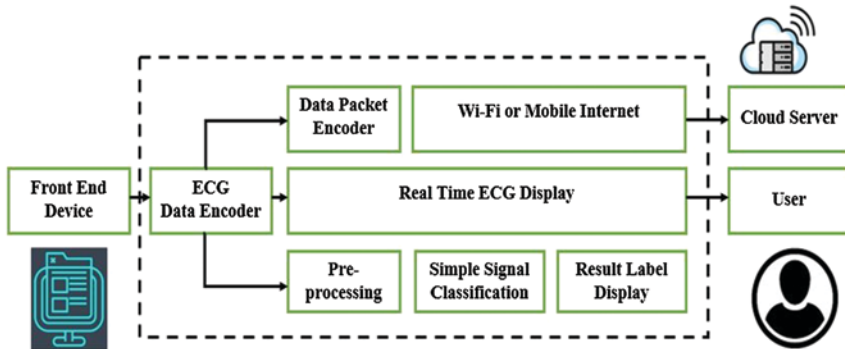 Data Packet
Encoder
Wi-Fi or Mobile Internet
Cloud Server
Front End
Device
ECG
Data Encoder
Real Time ECG Display
User
Pre-
processing
Simple Signal
Classification
Result Label
Display